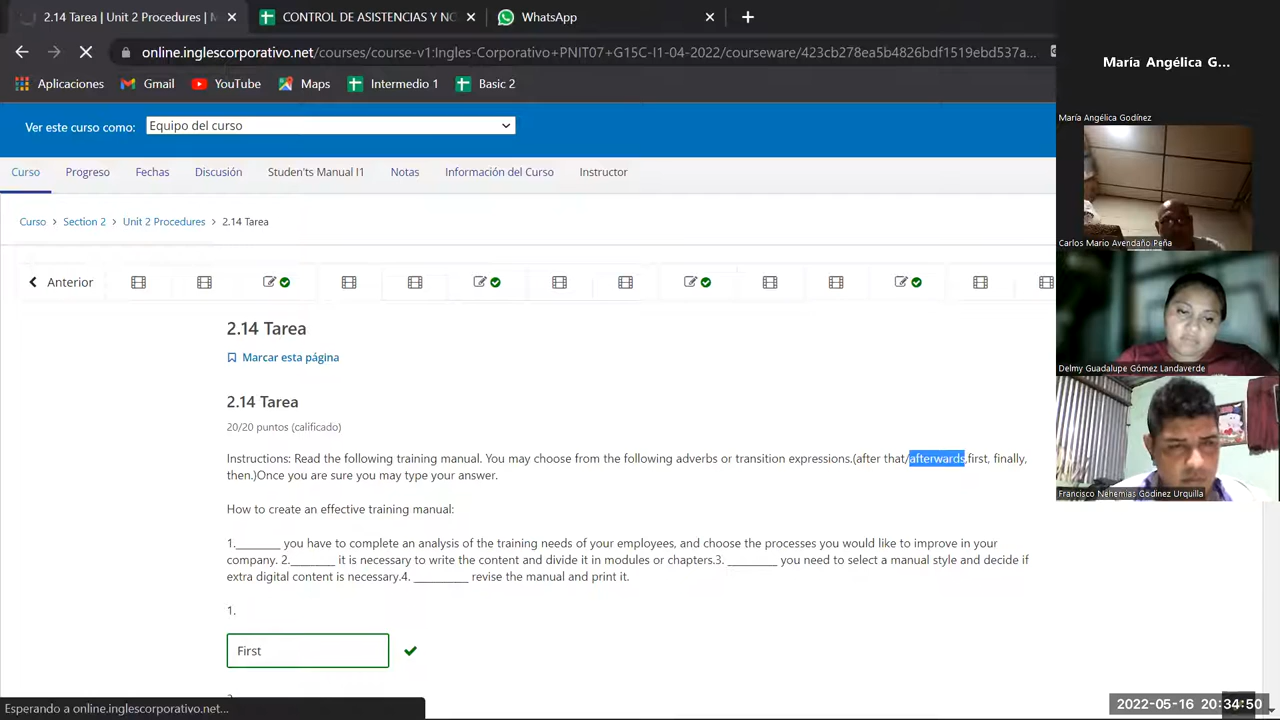 2.14 Tarea | Unit 2 Procedures | M
CONTROL DE ASISTENCIAS Y NO
WhatsApp
online.inglescorporativo.net/courses/course-v1:Ingles-Corporativo+PNIT07+G15C-I1-04-2022/courseware/423cb278ea5b4826bdf1519ebd537a...
Aplicaciones
Gmail
YouTube
Maps
Intermedio 1
Basic 2
Ver este curso como:
Equipo del curso
Curso
Progreso
Fechas
Discusión
Studen'ts Manual I1
Notas
Información del Curso
Instructor
Curso > Section 2 > Unit 2 Procedures > 2.14 Tarea
Anterior
2.14 Tarea
Marcar esta página
2.14 Tarea
20/20 puntos (calificado)
Instructions: Read the following training manual. You may choose from the following adverbs or transition expressions.(after that/afterwards,first, finally,
then.)Once you are sure you may type your answer.
How to create an effective training manual:
1.________ you have to complete an analysis of the training needs of your employees, and choose the processes you would like to improve in your
company. 2.________ it is necessary to write the content and divide it in modules or chapters.3. _________ you need to select a manual style and decide if
extra digital content is necessary.4. __________ revise the manual and print it.
1.
First
Esperando a online.inglescorporativo.net...
María Angélica G...
María Angélica Godínez
Carlos Mario Avendaño Peña
Delmy Guadalupe Gómez Landaverde
Francisco Nehemias Godinez Urquilla
2022-05-16 20:34:50